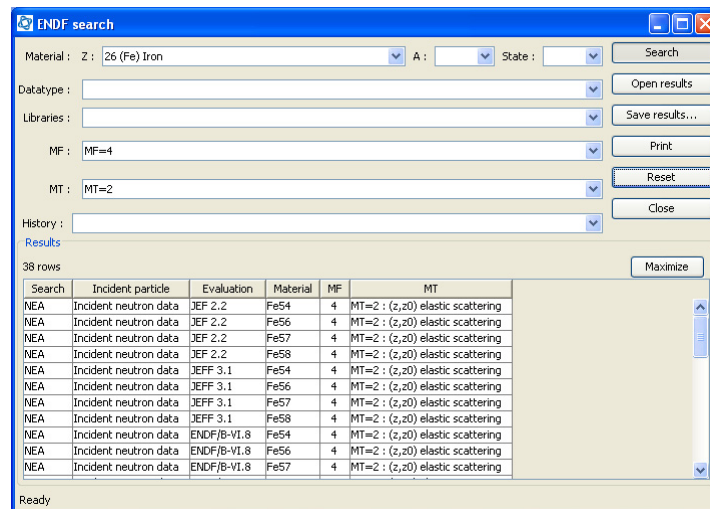 ENDF search
Material : Z : 26 (Fe) Iron A : State : Search
Datatype : Open results
Libraries : Save results...
MF : MF=4 Print
Reset
MT : MT=2
Close
History :
Results
38 rows Maximize
Search Incident particle Evaluation Material MF MT
NEA Incident neutron data JEF 2.2 Fe54 4 MT=2 : (z,z0) elastic scattering
NEA Incident neutron data JEF 2.2 Fe56 4 MT=2 : (z,z0) elastic scattering
NEA Incident neutron data JEF 2.2 Fe57 4 MT=2 : (z,z0) elastic scattering
NEA Incident neutron data JEF 2.2 Fe58 4 MT=2 : (z,z0) elastic scattering
NEA Incident neutron data JEFF 3.1 Fe54 4 MT=2 : (z,z0) elastic scattering
NEA Incident neutron data JEFF 3.1 Fe56 4 MT=2 : (z,z0) elastic scattering
NEA Incident neutron data JEFF 3.1 Fe57 4 MT=2 : (z,z0) elastic scattering
NEA Incident neutron data JEFF 3.1 Fe58 4 MT=2 : (z,z0) elastic scattering
NEA Incident neutron data ENDF/B-VI.8 Fe54 4 MT=2 : (z,z0) elastic scattering
NEA Incident neutron data ENDF/B-VI.8 Fe56 4 MT=2 : (z,z0) elastic scattering
NEA Incident neutron data ENDF/B-VI.8 Fe57 4 MT=2 : (z,z0) elastic scattering
Ready